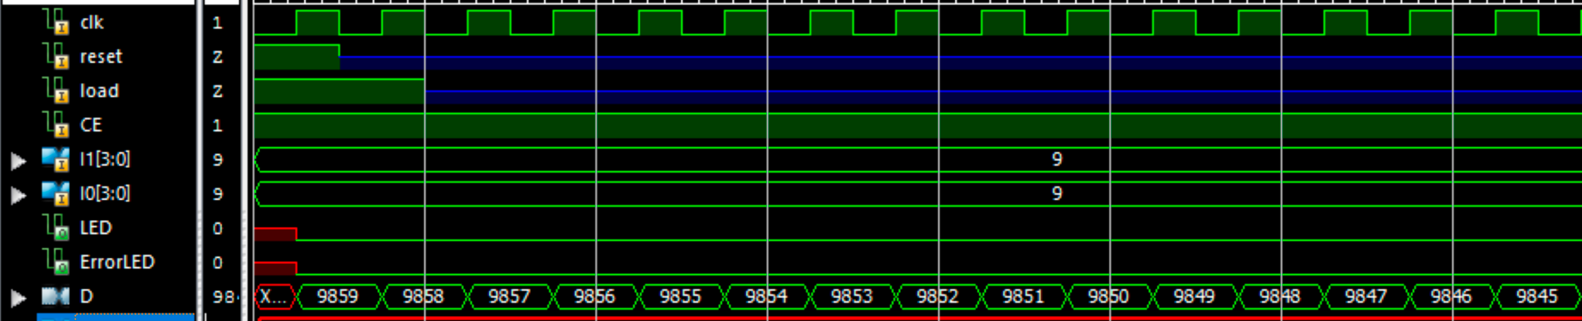 clk 1
reset Z
load Z
CE 1
I1[3:0] 9 9
I0[3:0] 9 9
LED 0
ErrorLED 0
D 98 X... 9859 9858 9857 9856 9855 9854 9853 9852 9851 9850 9849 9848 9847 9846 9845